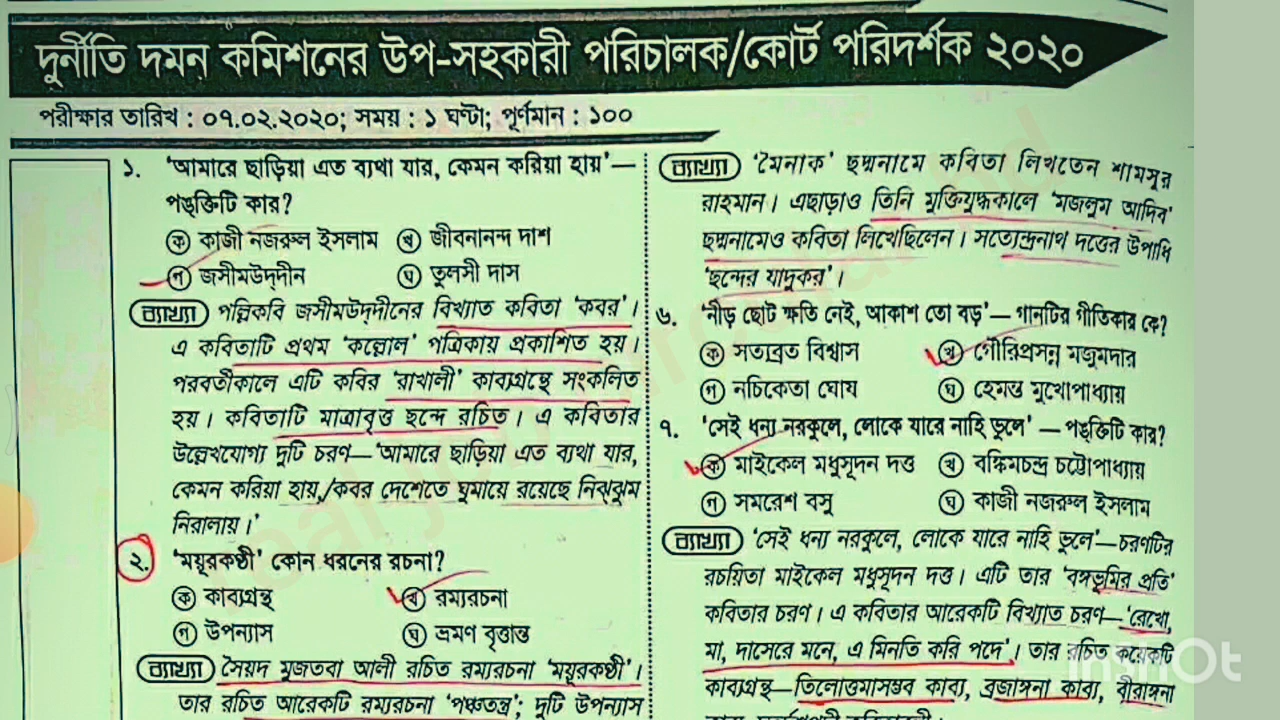 দুর্নীতি দমন কমিশনের উপ-সহকারী পরিচালক/কোর্ট পরিদর্শক ২০২০
পরীক্ষার তারিখ : ০৭.০২.২০২০; সময় : ১ ঘণ্টা; পূর্ণমান : ১০০
১. 'আমারে ছাড়িয়া এত ব্যথা যার, কেমন করিয়া হায়'—
পঙ্‌ক্তিটি কার?
ক কাজী নজরুল ইসলাম খ জীবনানন্দ দাশ
গ জসীমউদ্‌দীন ঘ তুলসী দাস
ব্যাখ্যা পল্লিকবি জসীমউদ্‌দীনের বিখ্যাত কবিতা 'কবর'।
এ কবিতাটি প্রথম 'কল্লোল' পত্রিকায় প্রকাশিত হয়।
পরবর্তীকালে এটি কবির 'রাখালী' কাব্যগ্রন্থে সংকলিত
হয়। কবিতাটি মাত্রাবৃত্ত ছন্দে রচিত। এ কবিতার
উল্লেখযোগ্য দুটি চরণ—'আমারে ছাড়িয়া এত ব্যথা যার,
কেমন করিয়া হায়,/কবর দেশেতে ঘুমায়ে রয়েছে নিঝ্‌ঝুম
নিরালায়।'
২. 'ময়ূরকণ্ঠী' কোন ধরনের রচনা?
ক কাব্যগ্রন্থ খ রম্যরচনা
গ উপন্যাস ঘ ভ্রমণ বৃত্তান্ত
ব্যাখ্যা সৈয়দ মুজতবা আলী রচিত রম্যরচনা 'ময়ূরকণ্ঠী'।
তার রচিত আরেকটি রম্যরচনা 'পঞ্চতন্ত্র'; দুটি উপন্যাস
ব্যাখ্যা 'মৈনাক' ছদ্মনামে কবিতা লিখতেন শামসুর
রাহমান। এছাড়াও তিনি মুক্তিযুদ্ধকালে 'মজলুম আদিব'
ছদ্মনামেও কবিতা লিখেছিলেন। সত্যেন্দ্রনাথ দত্তের উপাধি
'ছন্দের যাদুকর'।
৬. 'নীড় ছোট ক্ষতি নেই, আকাশ তো বড়'— গানটির গীতিকার কে?
ক সত্যব্রত বিশ্বাস খ গৌরিপ্রসন্ন মজুমদার
গ নচিকেতা ঘোষ ঘ হেমন্ত মুখোপাধ্যায়
৭. 'সেই ধন্য নরকুলে, লোকে যারে নাহি ভুলে' — পঙ্‌ক্তিটি কার?
ক মাইকেল মধুসূদন দত্ত খ বঙ্কিমচন্দ্র চট্টোপাধ্যায়
গ সমরেশ বসু ঘ কাজী নজরুল ইসলাম
ব্যাখ্যা 'সেই ধন্য নরকুলে, লোকে যারে নাহি ভুলে'—চরণটির
রচয়িতা মাইকেল মধুসূদন দত্ত। এটি তার 'বঙ্গভূমির প্রতি'
কবিতার চরণ। এ কবিতার আরেকটি বিখ্যাত চরণ—'রেখো,
মা, দাসেরে মনে, এ মিনতি করি পদে'। তার রচিত কয়েকটি
কাব্যগ্রন্থ—তিলোত্তমাসম্ভব কাব্য, ব্রজাঙ্গনা কাব্য, বীরাঙ্গনা